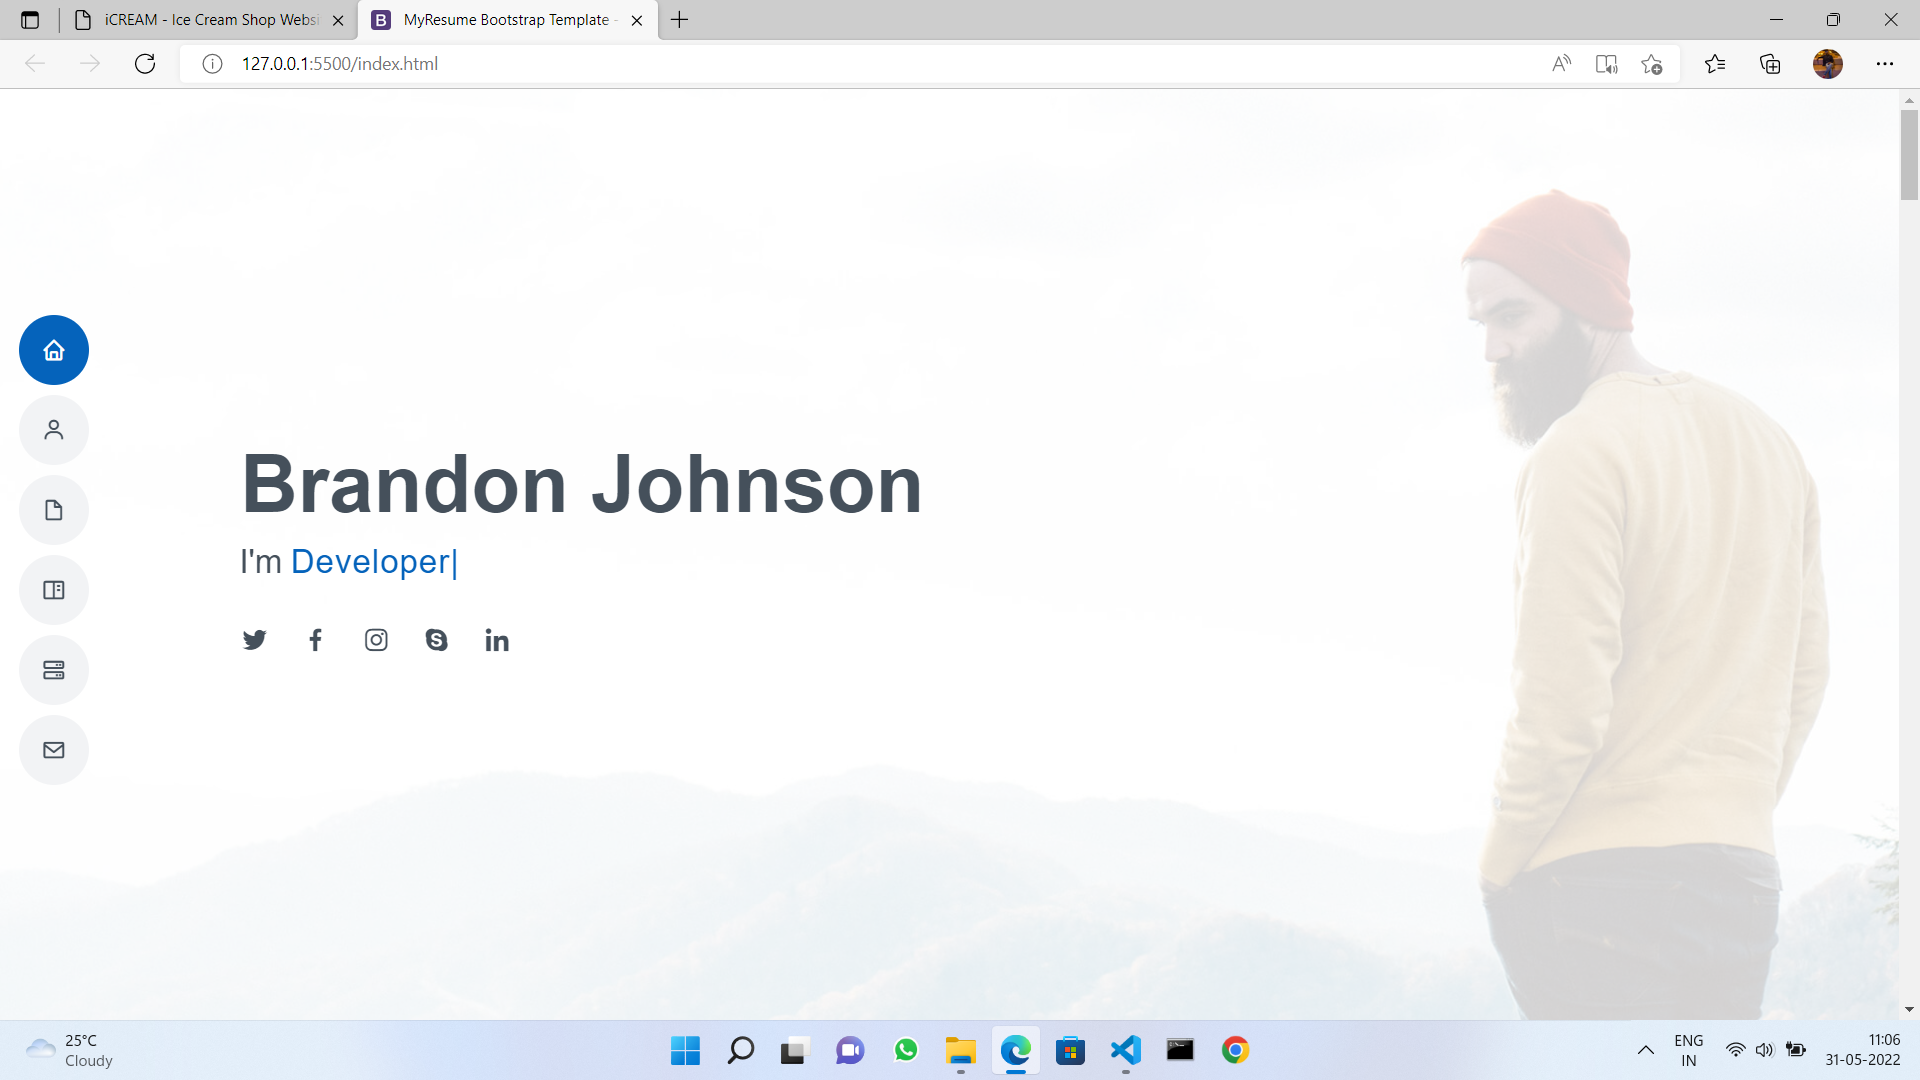 iCREAM - Ice Cream Shop Websi
MyResume Bootstrap Template -
127.0.0.1:5500/index.html
Brandon Johnson
I'm Developer|
25°C
Cloudy
ENG
IN
11:06
31-05-2022